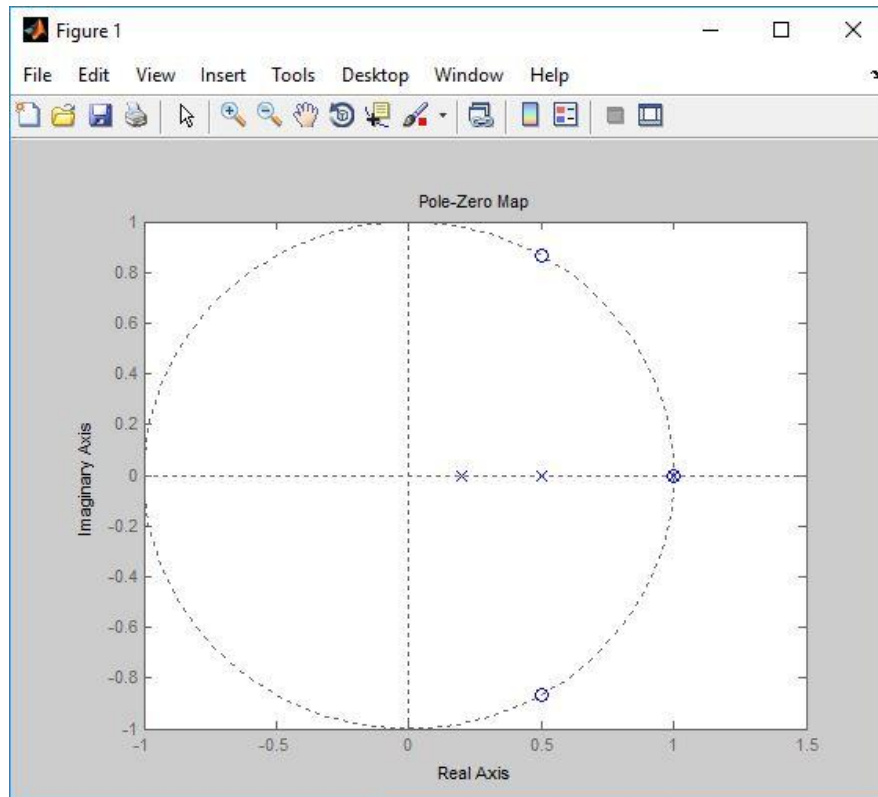 Figure 1
File Edit View Insert Tools Desktop Window Help
Pole-Zero Map
1
0.8
0.6
0.4
0.2
0
-0.2
-0.4
-0.6
-0.8
-1
Imaginary Axis
-1 -0.5 0 0.5 1 1.5
Real Axis